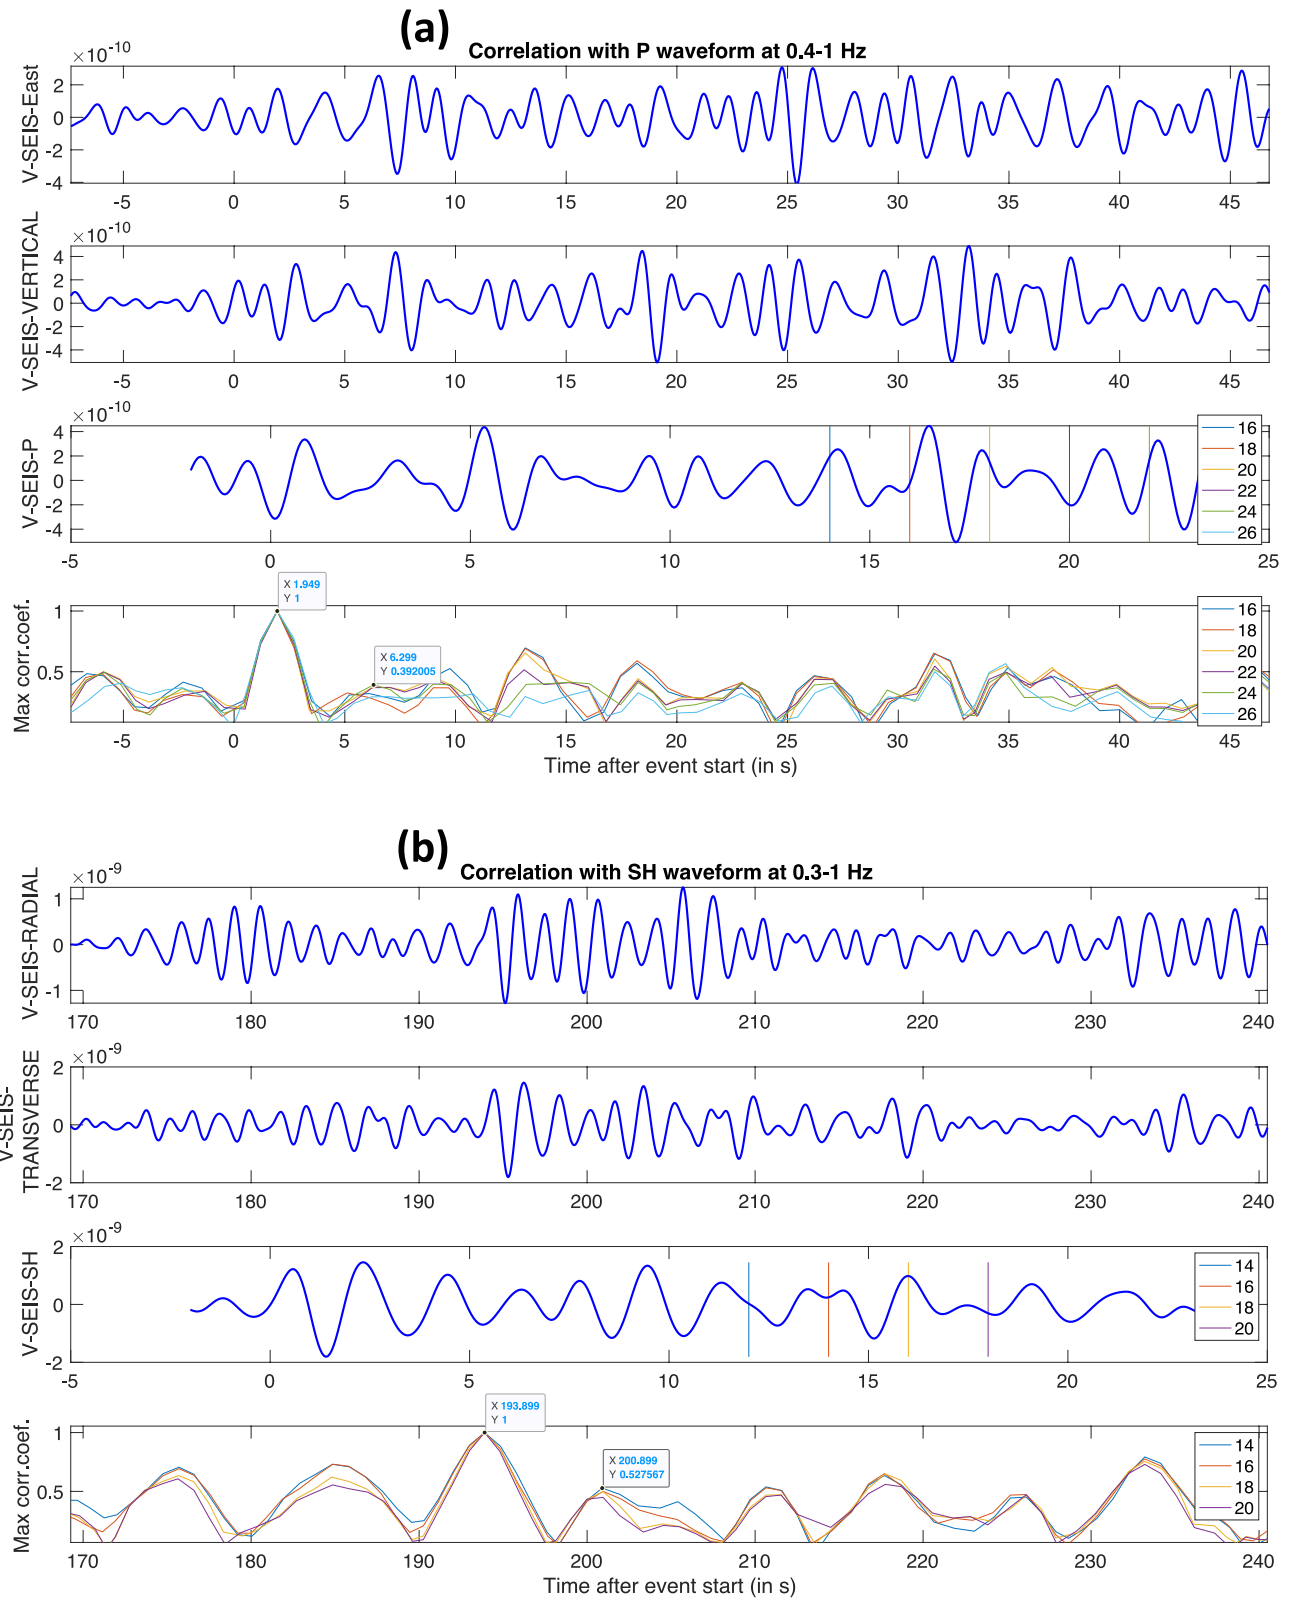 (a)
Correlation with P waveform at 0.4-1 Hz
×10-10
V-SEIS-East
2
0
-2
-4
-5 0 5 10 15 20 25 30 35 40 45
×10-10
V-SEIS-VERTICAL
4
2
0
-2
-4
-5 0 5 10 15 20 25 30 35 40 45
×10-10
V-SEIS-P
4
2
0
-2
-4
16
18
20
22
24
26
-5 0 5 10 15 20 25
X 1.949
Y 1
X 6.299
Y 0.392005
Max corr.coef.
1
0.5
16
18
20
22
24
26
-5 0 5 10 15 20 25 30 35 40 45
Time after event start (in s)
(b)
Correlation with SH waveform at 0.3-1 Hz
×10-9
V-SEIS-RADIAL
1
0
-1
170 180 190 200 210 220 230 240
×10-9
V-SEIS-
TRANSVERSE
2
0
-2
170 180 190 200 210 220 230 240
×10-9
V-SEIS-SH
2
0
-2
14
16
18
20
-5 0 5 10 15 20 25
X 193.899
Y 1
X 200.899
Y 0.527567
Max corr.coef.
1
0.5
14
16
18
20
170 180 190 200 210 220 230 240
Time after event start (in s)